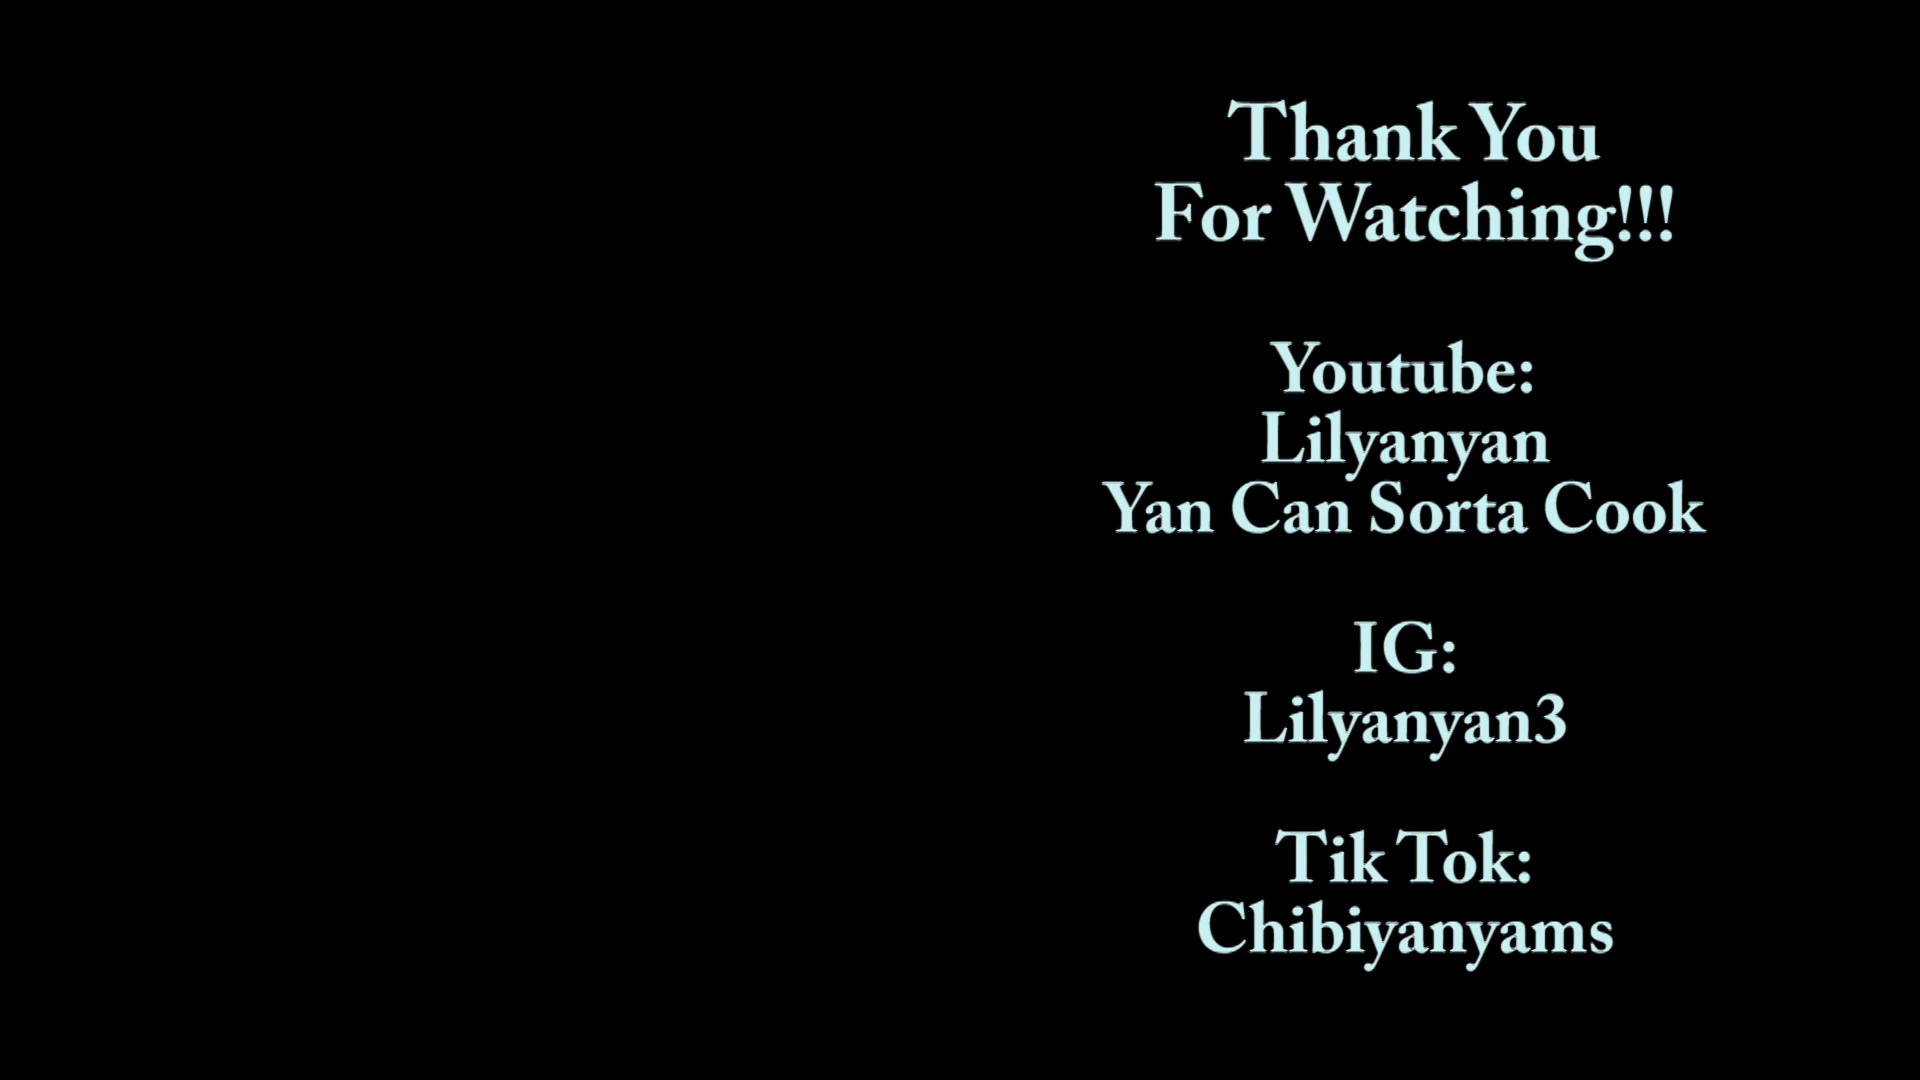 Thank You
For Watching!!!
Youtube:
Lilyanyan
Yan Can Sorta Cook
IG:
Lilyanyan3
Tik Tok:
Chibiyanyams